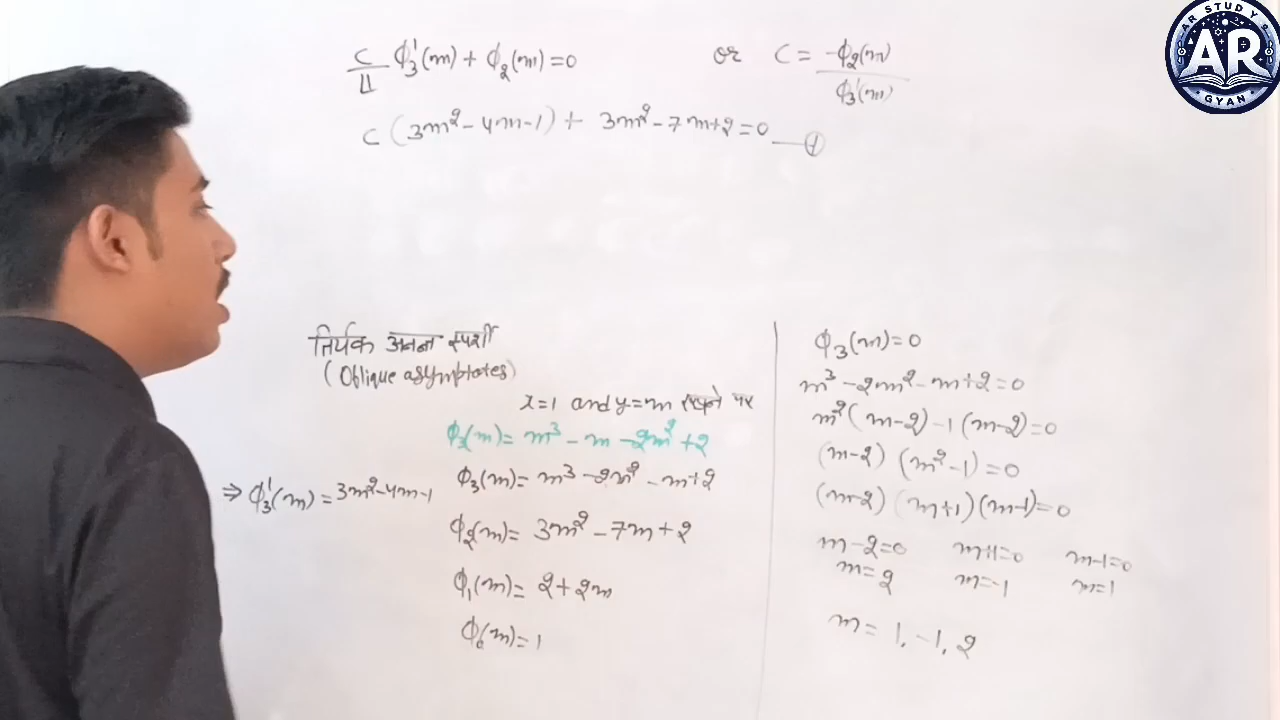 c/∟1 ϕ₃'(m) + ϕ₂(m) = 0 or c = -ϕ₂(m)/ϕ₃'(m)
c (3m² - 4m - 1) + 3m² - 7m + 2 = 0 — ①
तिर्यक अनन्त स्पर्शी
(Oblique asymptotes)
x=1 and y=m रखने पर
ϕ₃(m) = m³ - m - 2m² + 2
ϕ₃(m) = m³ - 2m² - m + 2
⇒ ϕ₃'(m) = 3m² - 4m - 1
ϕ₂(m) = 3m² - 7m + 2
ϕ₁(m) = 2 + 2m
ϕ₀(m) = 1
ϕ₃(m) = 0
m³ - 2m² - m + 2 = 0
m² (m-2) - 1 (m-2) = 0
(m-2) (m² - 1) = 0
(m-2) (m+1) (m-1) = 0
m-2=0 m+1=0 m-1=0
m=2 m=-1 m=1
m = 1, -1, 2
AR STUDY
AR
GYAN